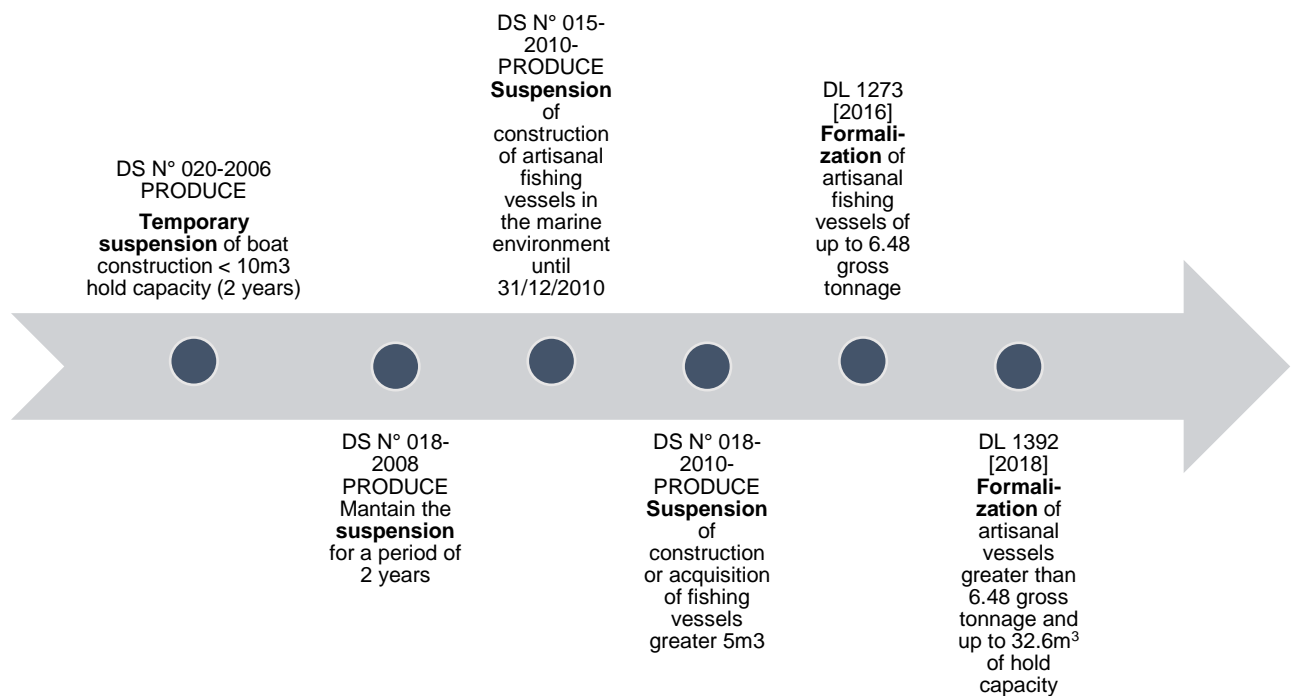 DS N° 020-2006
PRODUCE
Temporary
suspension of boat
construction < 10m3
hold capacity (2 years)
DS N° 018-
2008
PRODUCE
Mantain the
suspension
for a period of
2 years
DS N° 015-
2010-
PRODUCE
Suspension
of
construction
of artisanal
fishing
vessels in
the marine
environment
until
31/12/2010
DS N° 018-
2010-
PRODUCE
Suspension
of
construction
or acquisition
of fishing
vessels
greater 5m3
DL 1273
[2016]
Formali-
zation of
artisanal
fishing
vessels of
up to 6.48
gross
tonnage
DL 1392
[2018]
Formali-
zation of
artisanal
vessels
greater than
6.48 gross
tonnage and
up to 32.6m³
of hold
capacity